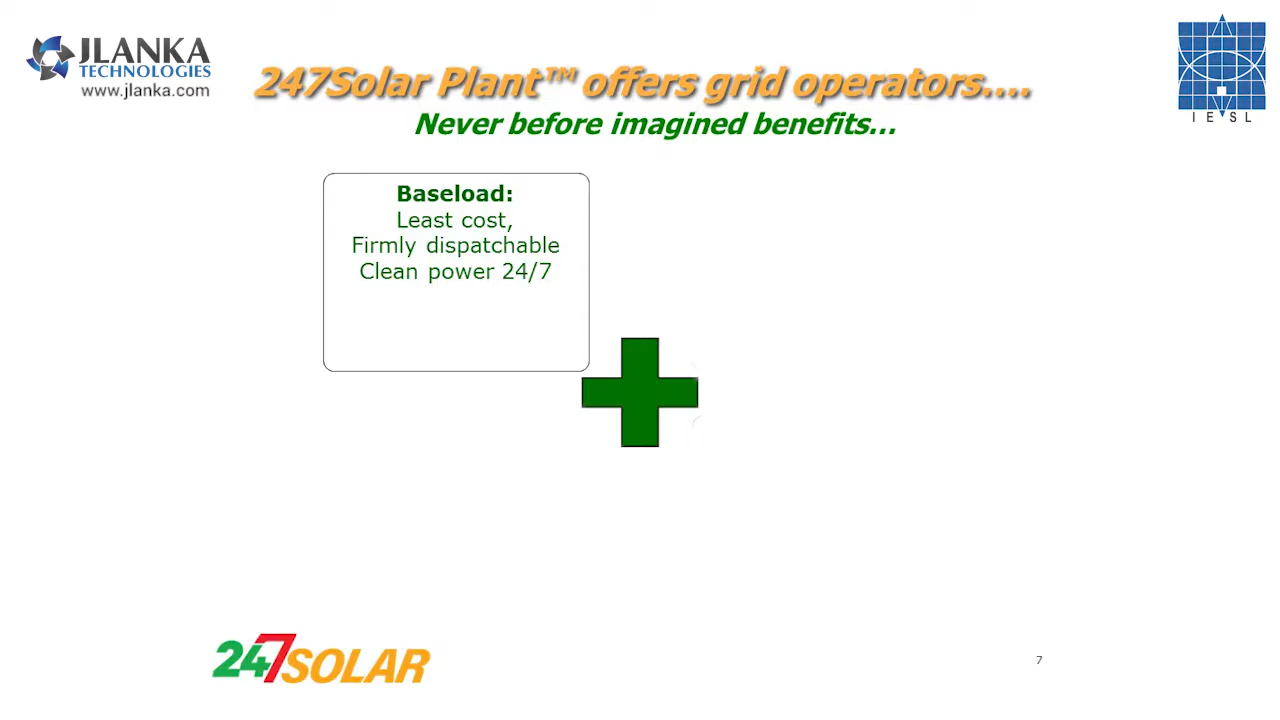 JLANKA
TECHNOLOGIES
www.jlanka.com
247Solar Plant™ offers grid operators....
Never before imagined benefits...
IESL
Baseload:
Least cost,
Firmly dispatchable
Clean power 24/7
247SOLAR
7